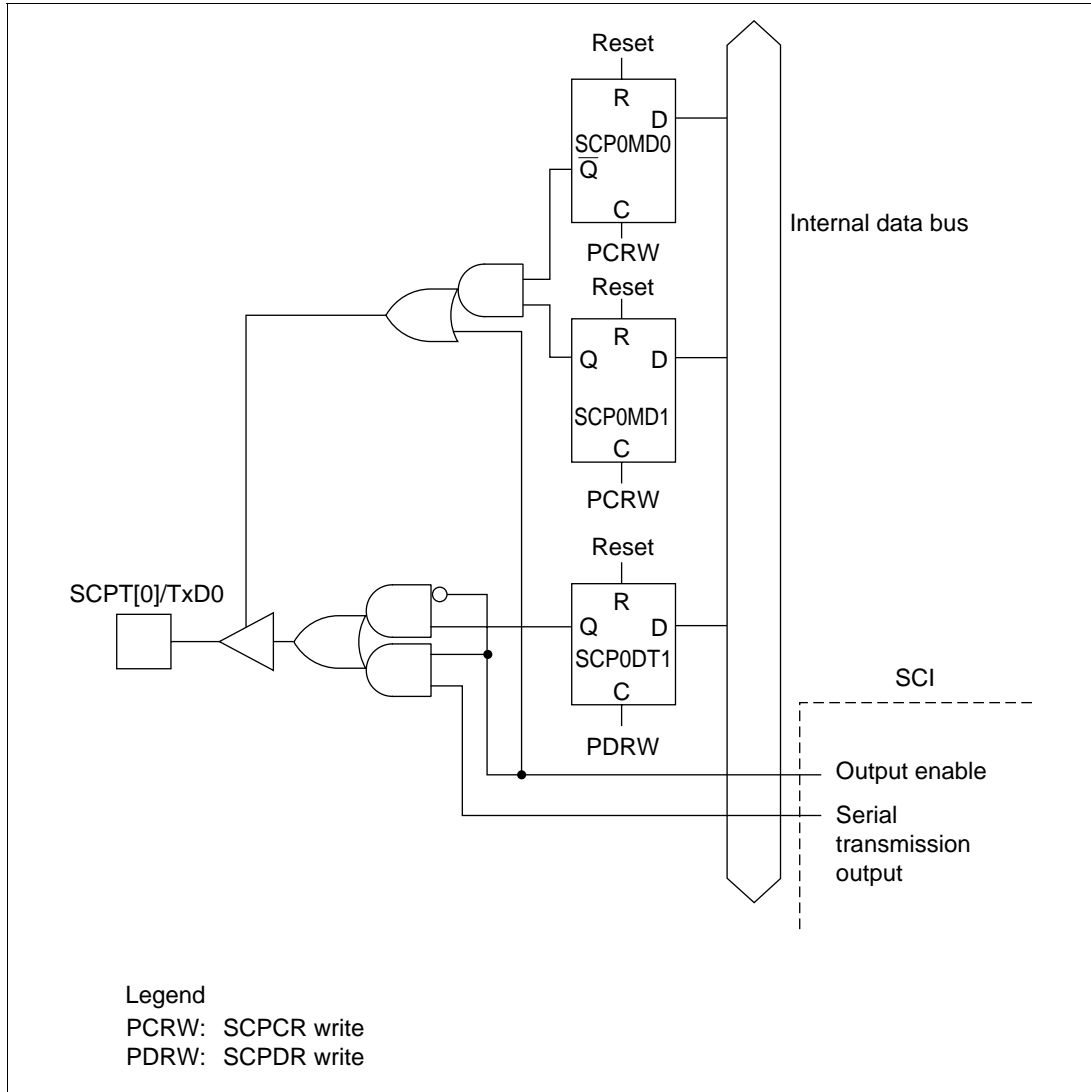 Reset
R
D
SCP0MD0
Q̅
C
PCRW
Internal data bus
Reset
R
Q D
SCP0MD1
C
PCRW
Reset
SCPT[0]/TxD0
R
Q D
SCP0DT1
C
PDRW
SCI
Output enable
Serial
transmission
output
Legend
PCRW: SCPCR write
PDRW: SCPDR write